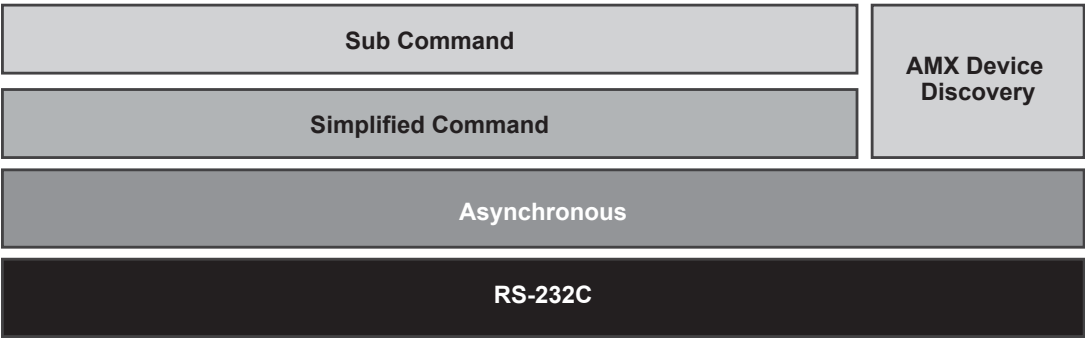 Sub Command
AMX Device
Discovery
Simplified Command
Asynchronous
RS-232C